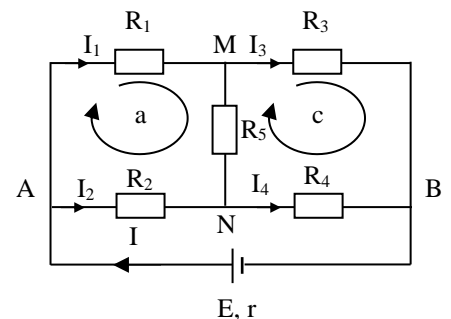 R₁ R₃
I₁ M I₃
a R₅ c
R₂ I₄ R₄
A I₂ B
I N
E, r